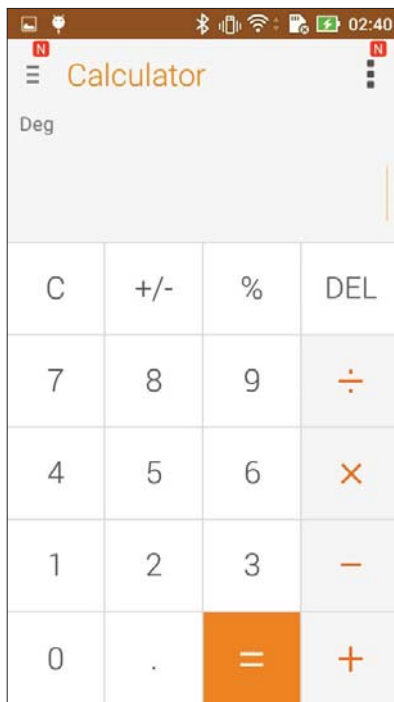 02:40
N N
Calculator
Deg
C +/- % DEL
7 8 9 ÷
4 5 6 ×
1 2 3 −
0 . = +